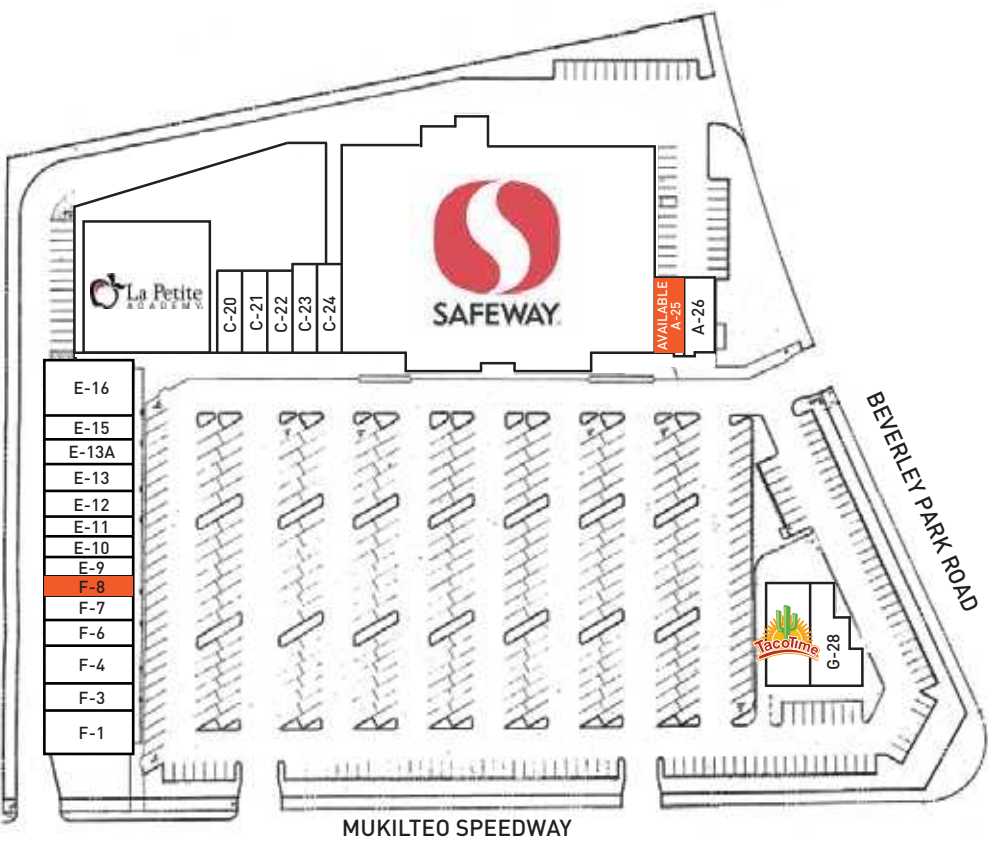 SAFEWAY
La Petite
ACADEMY
C-20
C-21
C-22
C-23
C-24
AVAILABLE
A-25
A-26
E-16
E-15
E-13A
E-13
E-12
E-11
E-10
E-9
F-8
F-7
F-6
F-4
F-3
F-1
BEVERLEY PARK ROAD
TacoTime
G-28
MUKILTEO SPEEDWAY